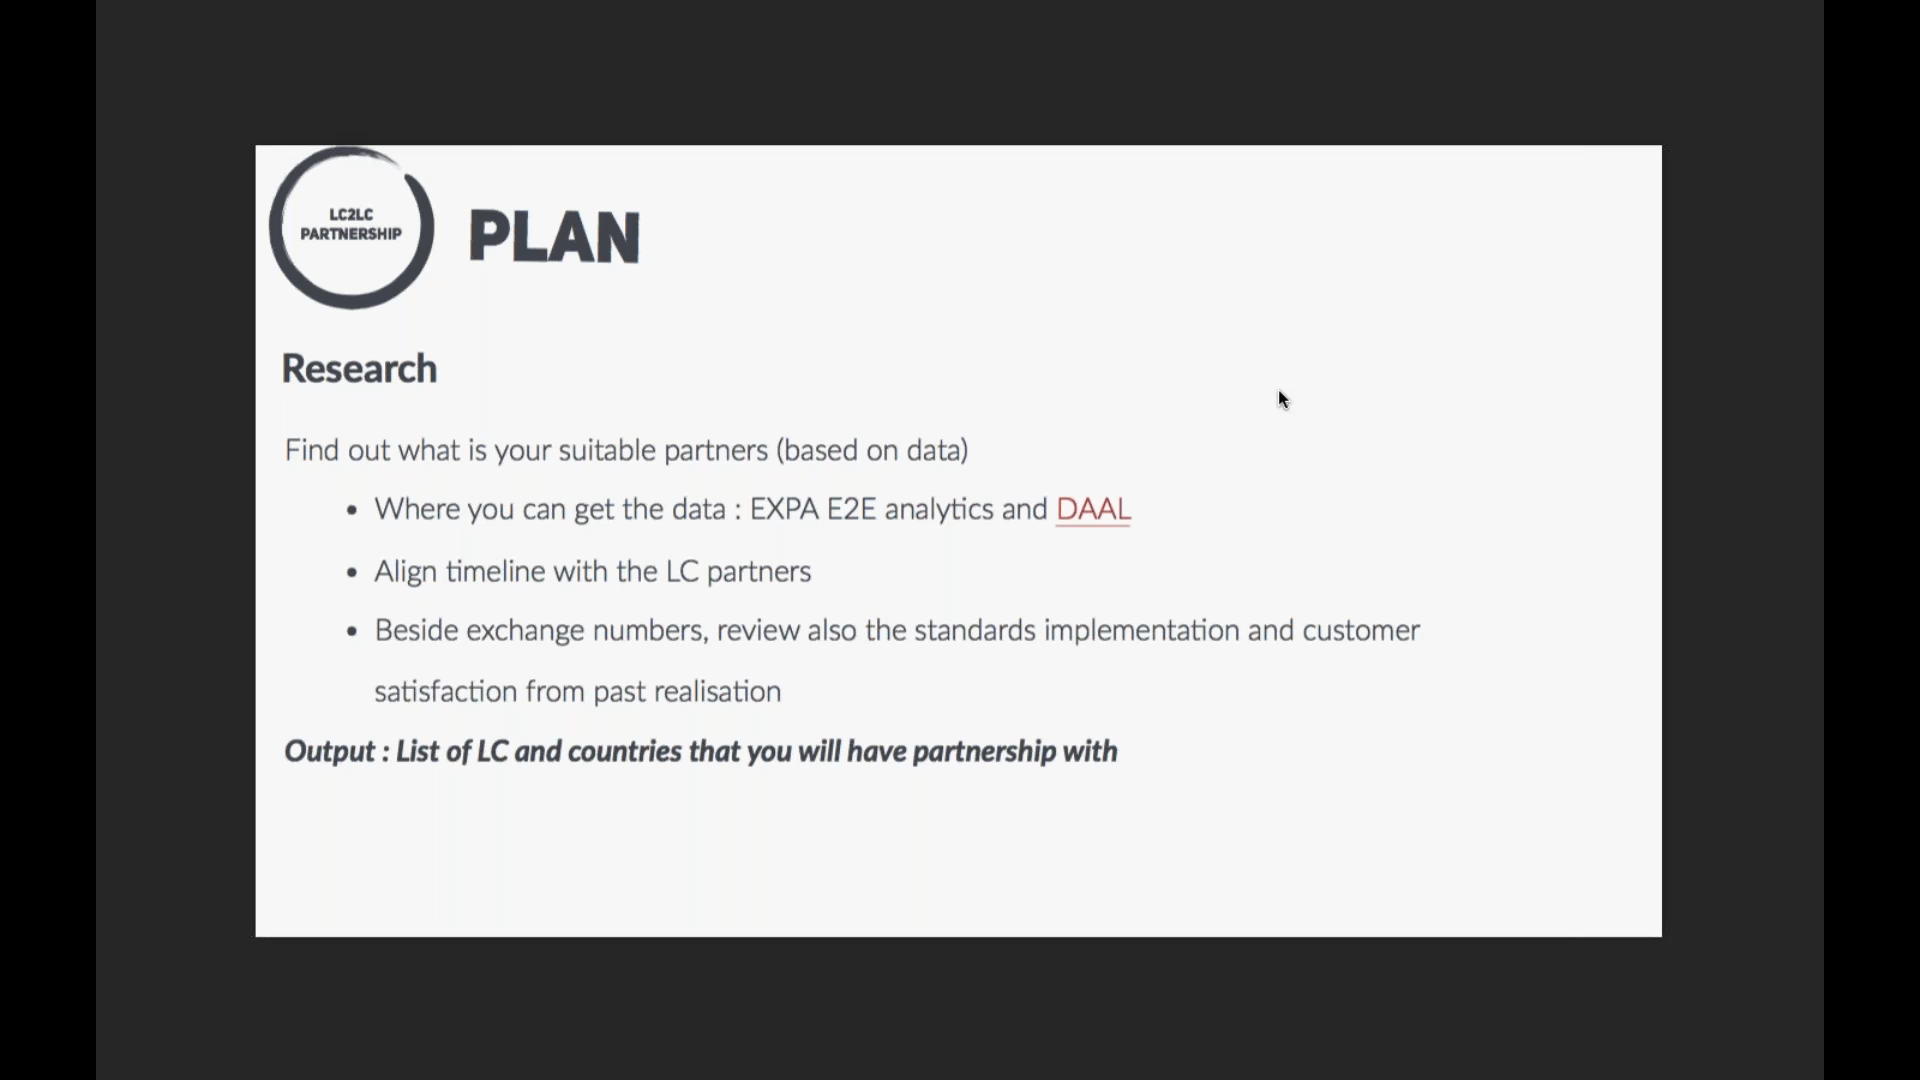 LC2LC
PARTNERSHIP
PLAN
Research
Find out what is your suitable partners (based on data)
• Where you can get the data : EXPA E2E analytics and DAAL
• Align timeline with the LC partners
• Beside exchange numbers, review also the standards implementation and customer
satisfaction from past realisation
Output : List of LC and countries that you will have partnership with